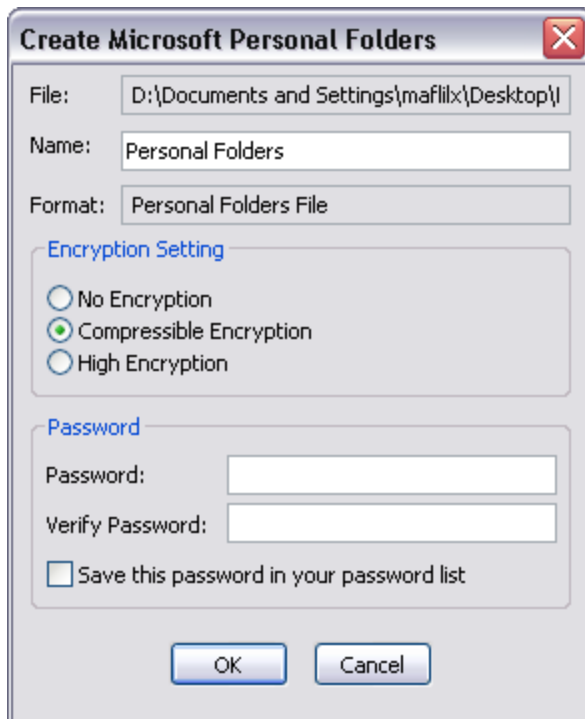 Create Microsoft Personal Folders
File: D:\Documents and Settings\maflilx\Desktop\I
Name: Personal Folders
Format: Personal Folders File
Encryption Setting
No Encryption
Compressible Encryption
High Encryption
Password
Password:
Verify Password:
Save this password in your password list
OK Cancel